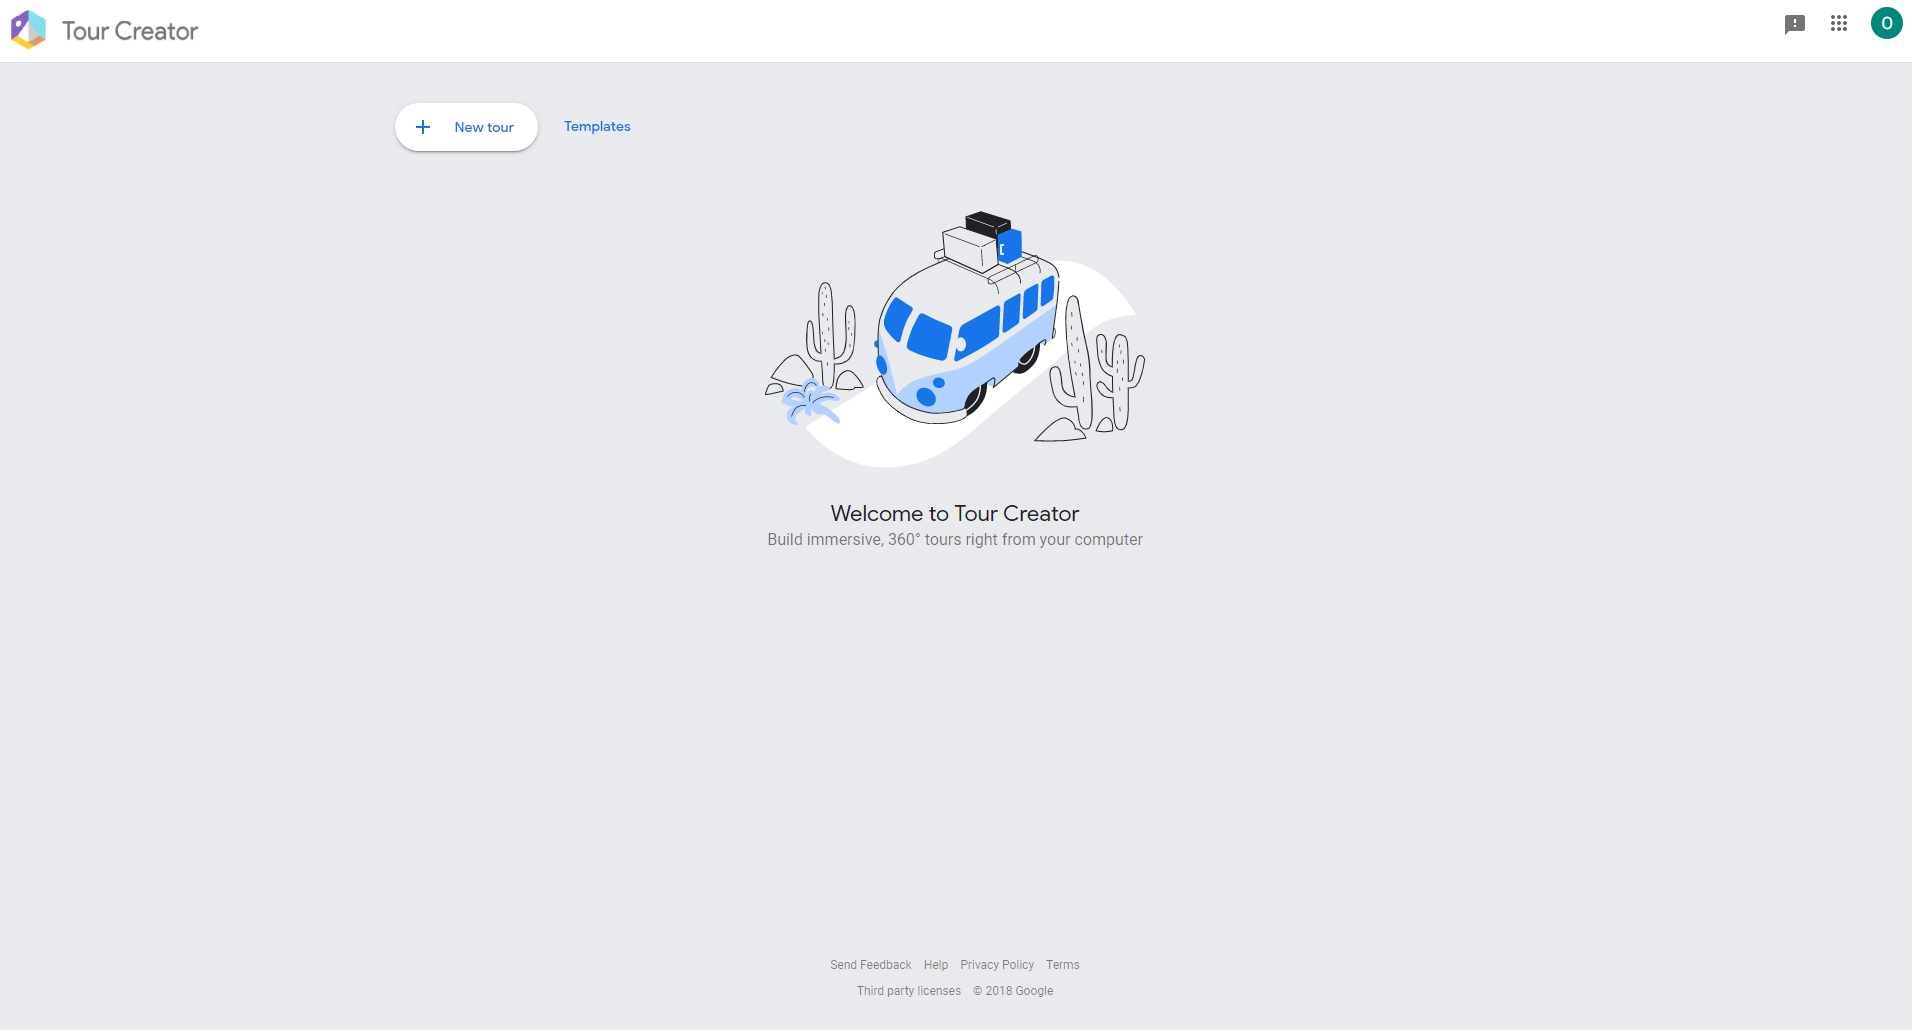 Tour Creator
O
New tour
Templates
Welcome to Tour Creator
Build immersive, 360° tours right from your computer
Send Feedback Help Privacy Policy Terms
Third party licenses © 2018 Google